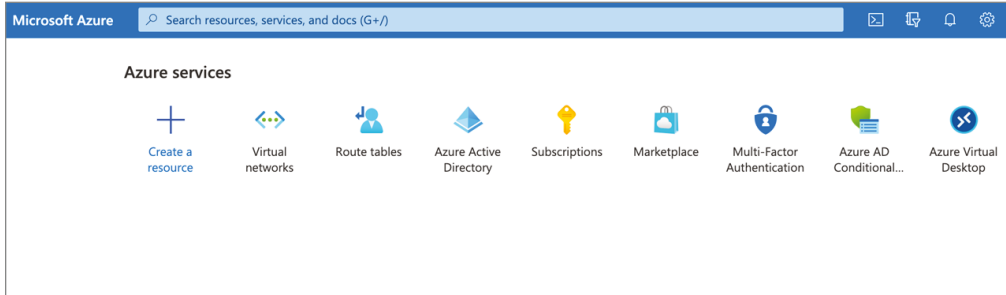 Microsoft Azure
Search resources, services, and docs (G+/)
Azure services
Create a
resource
Virtual
networks
Route tables
Azure Active
Directory
Subscriptions
Marketplace
Multi-Factor
Authentication
Azure AD
Conditional...
Azure Virtual
Desktop